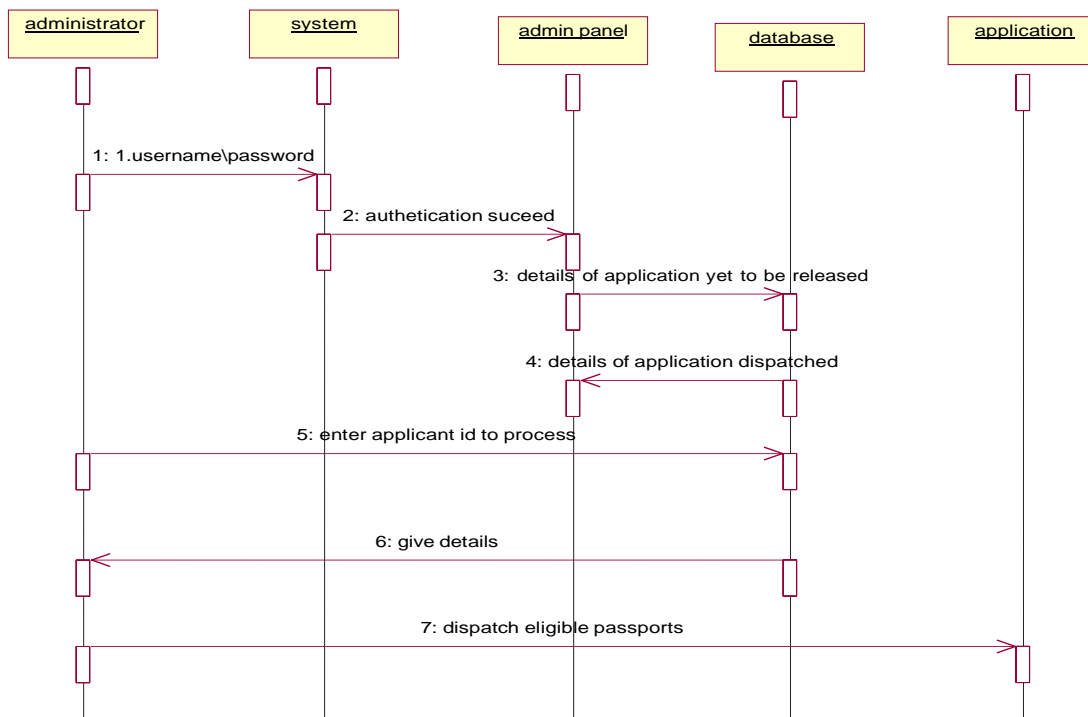 administrator
system
admin panel
database
application
1: 1.username\password
2: authetication suceed
3: details of application yet to be released
4: details of application dispatched
5: enter applicant id to process
6: give details
7: dispatch eligible passports